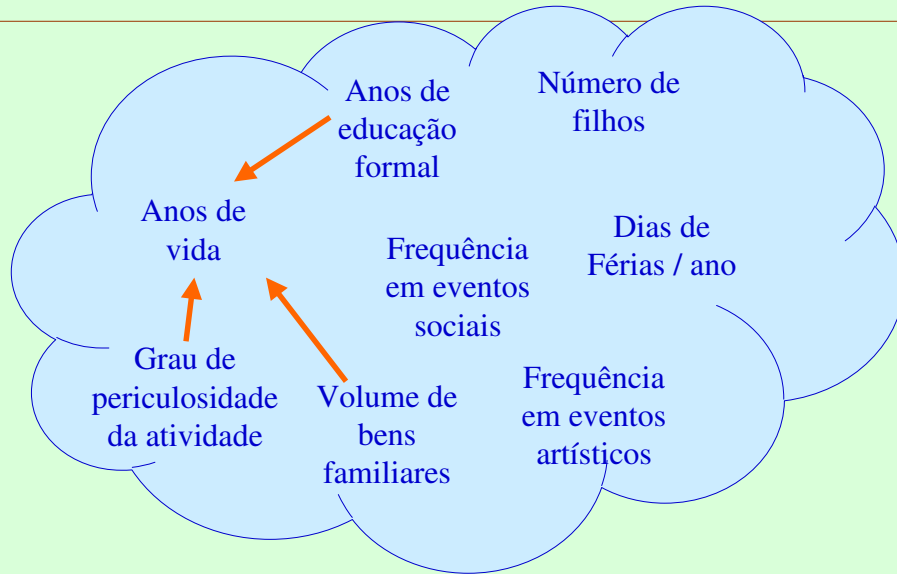 Anos de
educação
formal
Número de
filhos
Anos de
vida
Frequência
em eventos
sociais
Dias de
Férias / ano
Grau de
periculosidade
da atividade
Volume de
bens
familiares
Frequência
em eventos
artísticos